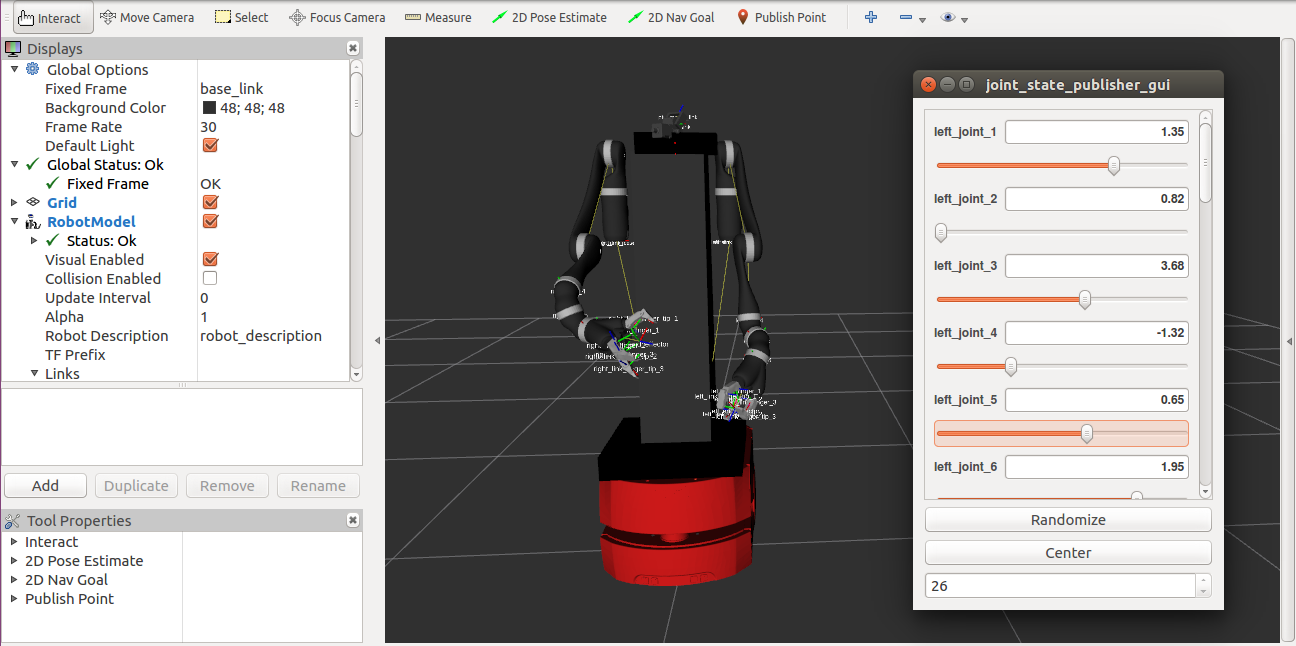 Interact Move Camera Select Focus Camera Measure 2D Pose Estimate 2D Nav Goal Publish Point
Displays
Global Options
Fixed Frame base_link
Background Color 48; 48; 48
Frame Rate 30
Default Light
Global Status: Ok
Fixed Frame OK
Grid
RobotModel
Status: Ok
Visual Enabled
Collision Enabled
Update Interval 0
Alpha 1
Robot Description robot_description
TF Prefix
Links
Add Duplicate Remove Rename
Tool Properties
Interact
2D Pose Estimate
2D Nav Goal
Publish Point
joint_state_publisher_gui
left_joint_1 1.35
left_joint_2 0.82
left_joint_3 3.68
left_joint_4 -1.32
left_joint_5 0.65
left_joint_6 1.95
Randomize
Center
26